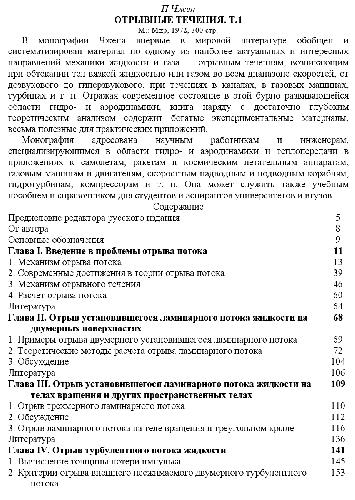 П Чжен
ОТРЫВНЫЕ ТЕЧЕНИЯ. Т.1
М.: Мир, 1972, 300 стр
В монографии Чжена впервые в мировой литературе обобщен и
систематизирован материал по одному из наиболее актуальных и интересных
направлений механики жидкости и газа — отрывным течениям, возникающим
при обтекании тел вязкой жидкостью или газом во всем диапазоне скоростей, от
дозвукового до гиперзвукового, при течениях в каналах, в газовых машинах,
турбинах и т п. Отражая современное состояние в этой бурно развивающейся
области гидро- и аэродинамики, книга наряду с достаточно глубоким
теоретическим анализом содержит богатые экспериментальные материалы,
весьма полезные для практических приложений.
Монография адресована научным работникам и инженерам,
специализирующимся в области гидро- и аэродинамики и теплопередачи в
приложениях к самолетам, ракетам и космическим летательным аппаратам,
газовым машинам и двигателям, скоростным надводным и подводным кораблям,
гидротурбинам, компрессорам и т. п. Она может служить также учебным
пособием и справочником для студентов и аспирантов университетов и втузов.
Содержание
Предисловие редактора русского издания 5
От автора 8
Основные обозначения 9
Глава I. Введение в проблемы отрыва потока 11
1 Механизм отрыва потока 13
2 Современные достижения в теории отрыва потока 39
3 Механизм отрывного течения 46
4 Расчет отрыва потока 60
Литература 64
Глава II. Отрыв установившегося ламинарного потока жидкости на 68
двумерных поверхностях
1 Примеры отрыва двумерного установившегося ламинарного потока 69
2 Теоретические методы расчета отрыва ламинарного потока 72
3 Обсуждение 104
Литература 106
Глава III. Отрыв установившегося ламинарного потока жидкости на 109
телах вращения и других пространственных телах
1 Отрыв трехмерного ламинарного потока 110
2 Обсуждение 112
3 Отрыв ламинарного потока на теле вращения и треугольном крыле 116
Литература 136
Глава IV. Отрыв турбулентного потока жидкости 141
1 Вычисление толщины потери импульса 145
2 Критерии отрыва внешнего несжимаемого двумерного турбулентного 153
потока